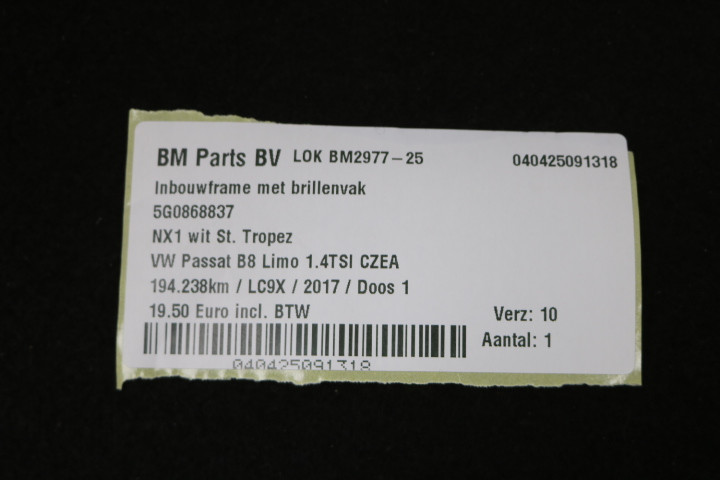 BM Parts BV LOK BM2977-25 040425091318
Inbouwframe met brillenvak
5G0868837
NX1 wit St. Tropez
VW Passat B8 Limo 1.4TSI CZEA
194.238km / LC9X / 2017 / Doos 1
19.50 Euro incl. BTW Verz: 10
Aantal: 1
040425091318